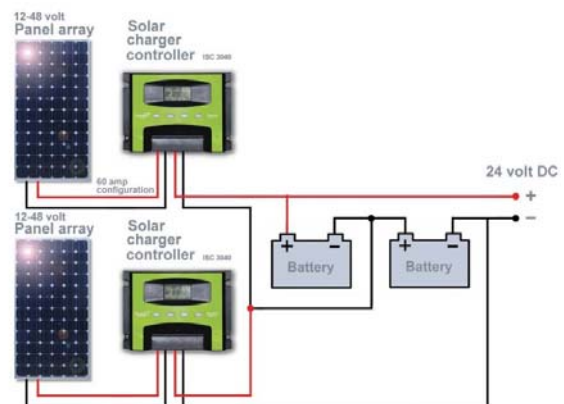 12-48 volt
Panel array
Solar
charger
controller ISC 3040
60 amp
configuration
24 volt DC
+
−
+ −
Battery
+ −
Battery
12-48 volt
Panel array
Solar
charger
controller ISC 3040